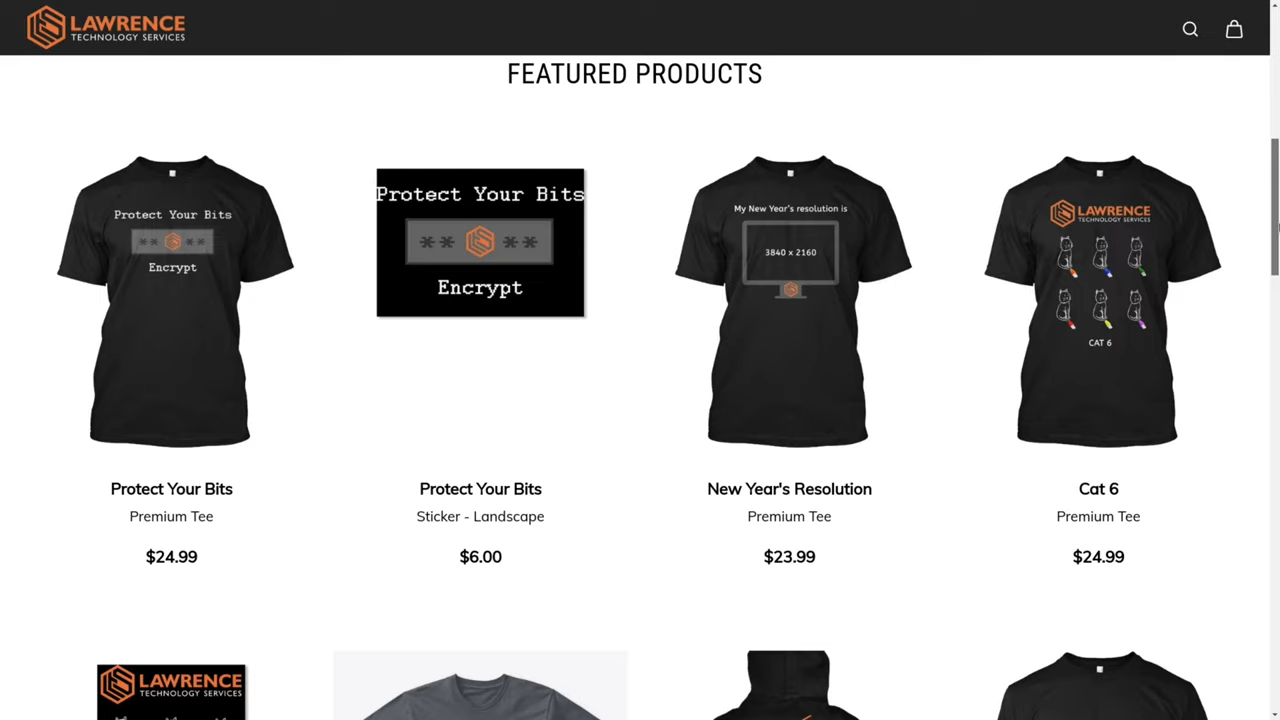 LAWRENCE
TECHNOLOGY SERVICES
FEATURED PRODUCTS
Protect Your Bits
** **
Encrypt
Protect Your Bits
** **
Encrypt
My New Year's resolution is
3840 x 2160
LAWRENCE
TECHNOLOGY SERVICES
CAT 6
Protect Your Bits
Premium Tee
$24.99
Protect Your Bits
Sticker - Landscape
$6.00
New Year's Resolution
Premium Tee
$23.99
Cat 6
Premium Tee
$24.99
LAWRENCE
TECHNOLOGY SERVICES